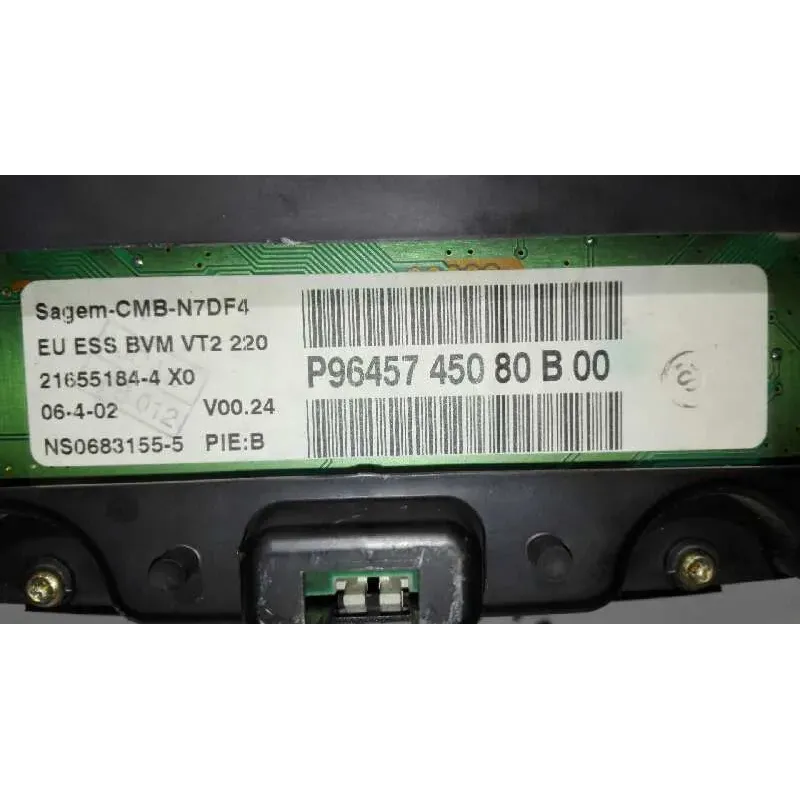 Sagem-CMB-N7DF4
EU ESS BVM VT2 220
21655184-4 X0
06-4-02 V00.24
NS0683155-5 PIE:B
P96457 450 80 B 00
012